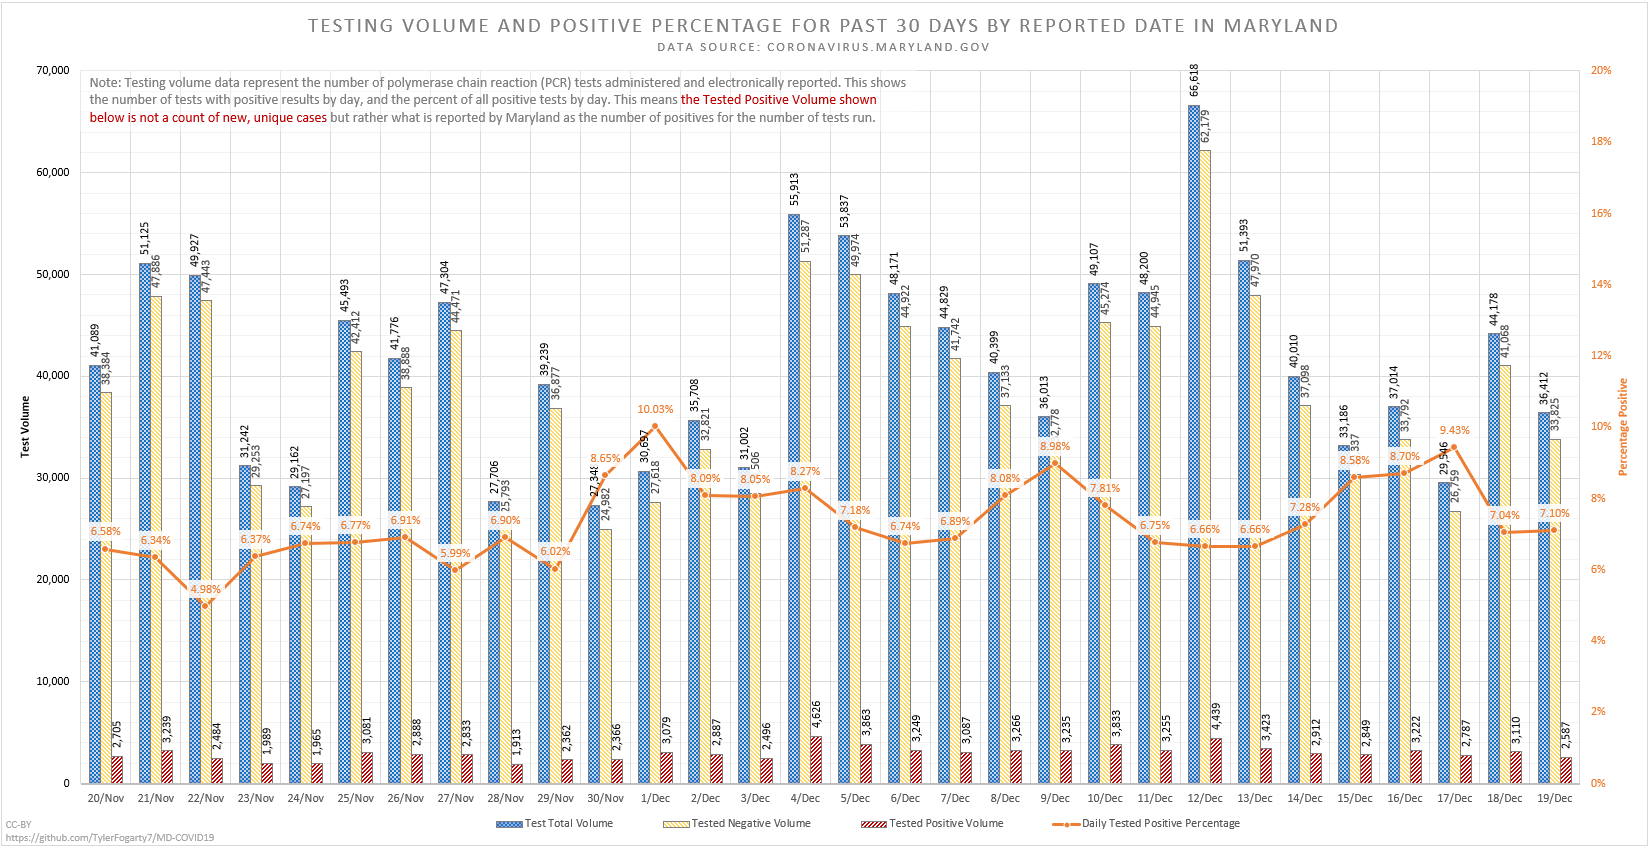 TESTING VOLUME AND POSITIVE PERCENTAGE FOR PAST 30 DAYS BY REPORTED DATE IN MARYLAND
DATA SOURCE: CORONAVIRUS.MARYLAND.GOV
Note: Testing volume data represent the number of polymerase chain reaction (PCR) tests administered and electronically reported. This shows
the number of tests with positive results by day, and the percent of all positive tests by day. This means the Tested Positive Volume shown
below is not a count of new, unique cases but rather what is reported by Maryland as the number of positives for the number of tests run.
Test Volume
70,000
60,000
50,000
40,000
30,000
20,000
10,000
0
Percentage Positive
20%
18%
16%
14%
12%
10%
8%
6%
4%
2%
0%
41,089 51,125 49,927 31,242 29,162 45,493 41,776 47,304 27,706 39,239 27,348 30,697 35,708 31,002 55,913 53,837 48,171 44,829 40,399 36,013 49,107 48,200 66,618 51,393 40,010 33,186 37,014 29,546 44,178 36,412
38,384 47,886 47,443 29,253 27,197 42,412 38,888 44,471 25,793 36,877 24,982 27,618 32,821 506 51,287 49,974 44,922 41,742 37,133 2,778 45,274 44,945 62,179 47,970 37,098 337 33,792 26,759 41,068 33,825
6.58% 6.34% 4.98% 6.37% 6.74% 6.77% 6.91% 5.99% 6.90% 6.02% 8.65% 10.03% 8.09% 8.05% 8.27% 7.18% 6.74% 6.89% 8.08% 8.98% 7.81% 6.75% 6.66% 6.66% 7.28% 8.58% 8.70% 9.43% 7.04% 7.10%
2,705 3,239 2,484 1,989 1,965 3,081 2,888 2,833 1,913 2,362 2,366 3,079 2,887 2,496 4,626 3,863 3,249 3,087 3,266 3,235 3,833 3,255 4,439 3,423 2,912 2,849 3,222 2,787 3,110 2,587
20/Nov 21/Nov 22/Nov 23/Nov 24/Nov 25/Nov 26/Nov 27/Nov 28/Nov 29/Nov 30/Nov 1/Dec 2/Dec 3/Dec 4/Dec 5/Dec 6/Dec 7/Dec 8/Dec 9/Dec 10/Dec 11/Dec 12/Dec 13/Dec 14/Dec 15/Dec 16/Dec 17/Dec 18/Dec 19/Dec
Test Total Volume Tested Negative Volume Tested Positive Volume Daily Tested Positive Percentage
CC-BY
https://github.com/TylerFogarty7/MD-COVID19